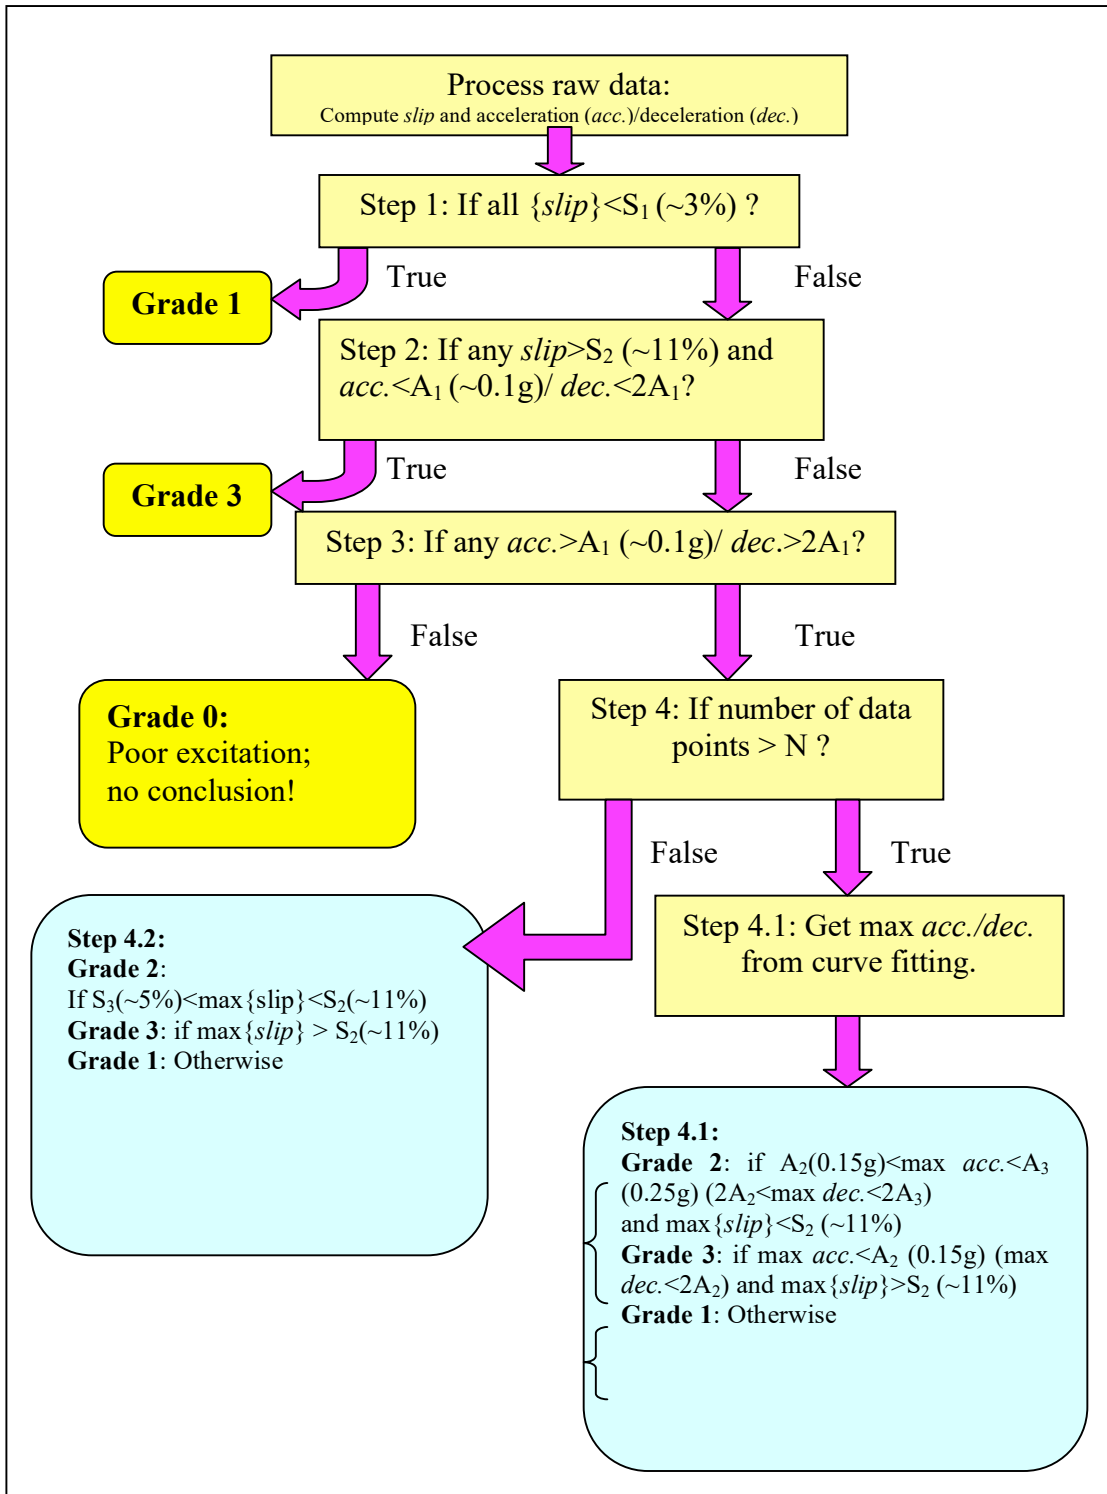 Process raw data:
Compute slip and acceleration (acc.)/deceleration (dec.)
Step 1: If all {slip}<S₁ (~3%) ?
True
False
Grade 1
Step 2: If any slip>S₂ (~11%) and
acc.<A₁ (~0.1g)/ dec.<2A₁?
True
False
Grade 3
Step 3: If any acc.>A₁ (~0.1g)/ dec.>2A₁?
False
True
Grade 0:
Poor excitation;
no conclusion!
Step 4: If number of data
points > N ?
False
True
Step 4.2:
Grade 2:
If S₃(~5%)<max{slip}<S₂(~11%)
Grade 3: if max{slip} > S₂(~11%)
Grade 1: Otherwise
Step 4.1: Get max acc./dec.
from curve fitting.
Step 4.1:
Grade 2: if A₂(0.15g)<max acc.<A₃
(0.25g) (2A₂<max dec.<2A₃)
and max{slip}<S₂ (~11%)
Grade 3: if max acc.<A₂ (0.15g) (max
dec.<2A₂) and max{slip}>S₂ (~11%)
Grade 1: Otherwise